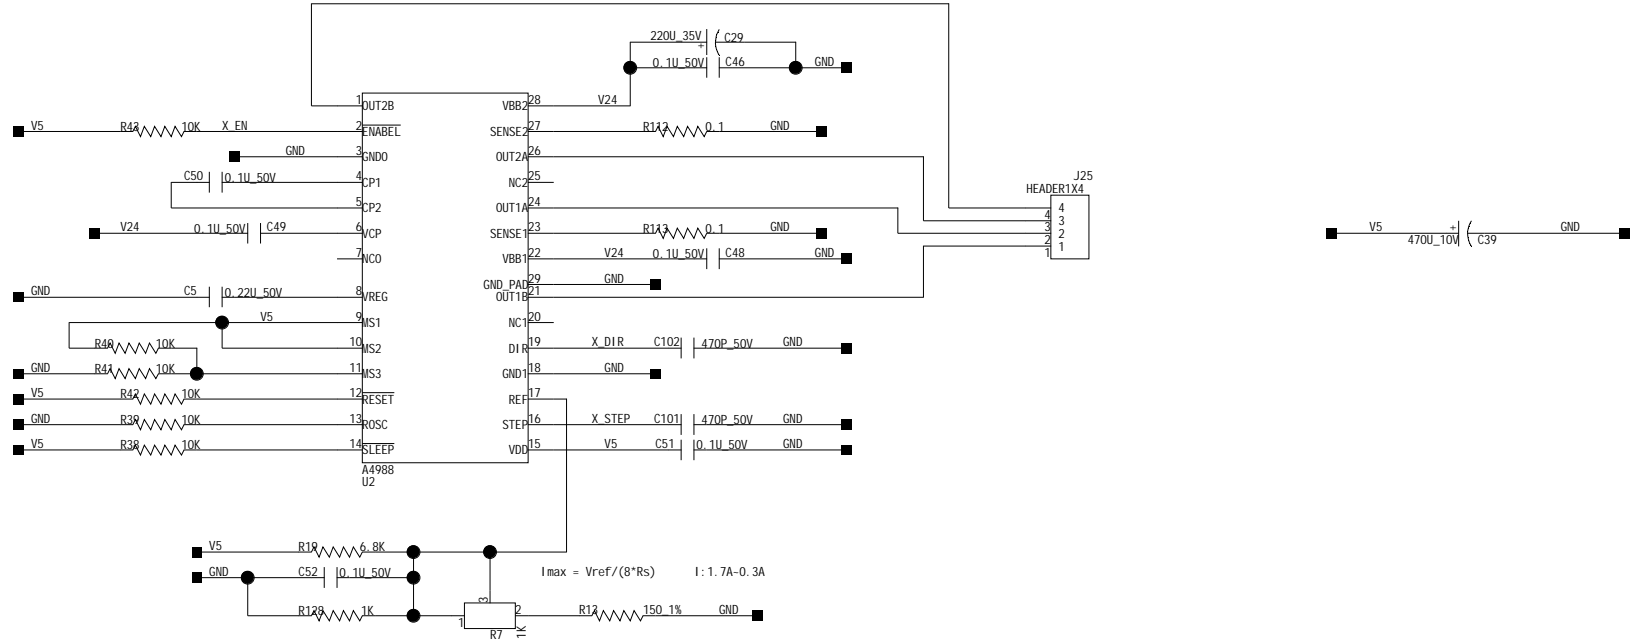 220U_35V C29
0.1U_50V C46 GND
1 OUT2B VBB2 28 V24
V5 R43 10K X_EN 2 ENABEL SENSE2 27 R112 0.1 GND
GND 3 GND0 OUT2A 26
C50 0.1U_50V 4 CP1 NC2 25
5 CP2 OUT1A 24
V24 0.1U_50V C49 6 VCP SENSE1 23 R113 0.1 GND
7 NC0 VBB1 22 V24 0.1U_50V C48 GND
GND_PAD 29 GND
GND C5 0.22U_50V 8 VREG OUT1B 21
V5 9 MS1 NC1 20
R40 10K 10 MS2 DIR 19 X_DIR C102 470P_50V GND
GND R41 10K 11 MS3 GND1 18 GND
V5 R42 10K 12 RESET REF 17
GND R39 10K 13 ROSC STEP 16 X_STEP C101 470P_50V GND
V5 R38 10K 14 SLEEP VDD 15 V5 C51 0.1U_50V GND
A4988
U2
J25
HEADER1X4
4
4 3
3 2
2 1
1
V5 + GND
470U_10V C39
V5 R19 6.8K
GND C52 0.1U_50V Imax = Vref/(8*Rs) I:1.7A-0.3A
R128 1K 1 3 2 R13 150_1% GND
R7 1K